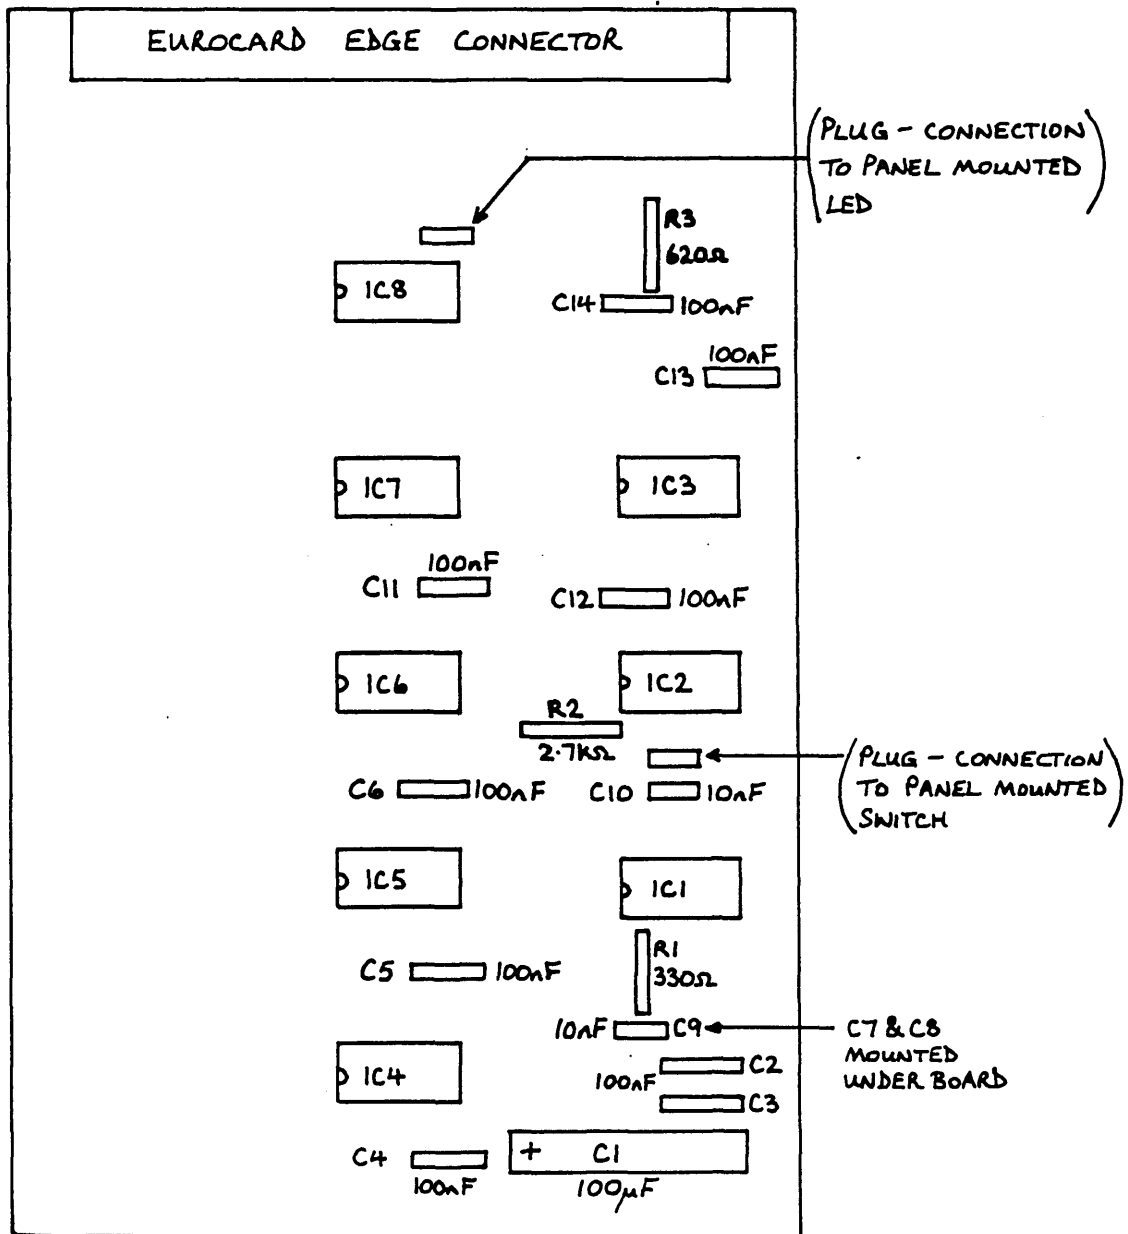 EUROCARD EDGE CONNECTOR
(PLUG - CONNECTION
TO PANEL MOUNTED
LED)
R3
620Ω
IC8
C14 100nF
100nF
C13
IC7
IC3
100nF
C11
C12 100nF
IC6
IC2
R2
2.7KΩ
(PLUG - CONNECTION
TO PANEL MOUNTED
SWITCH)
C6 100nF
C10 10nF
IC5
IC1
R1
330Ω
C5 100nF
10nF C9
C7 & C8
MOUNTED
UNDER BOARD
C2
100nF
C3
IC4
C4
100nF
+ C1
100µF